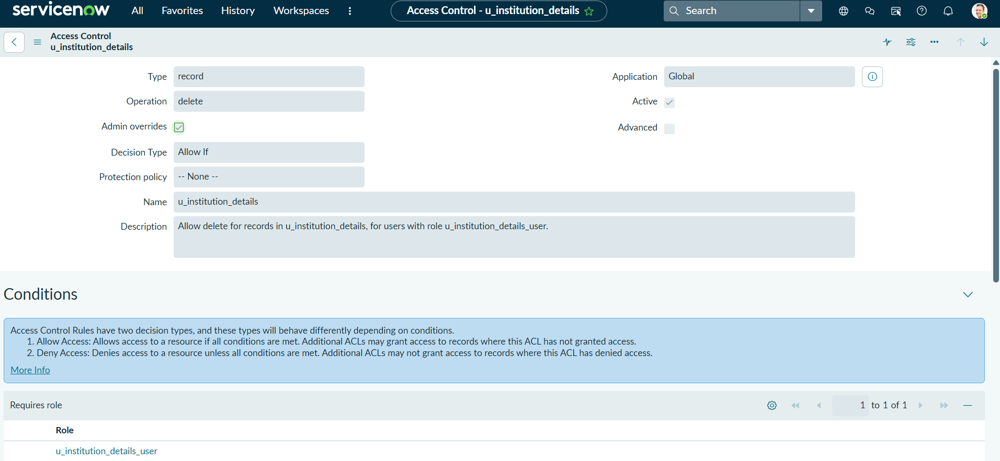 servicenow All Favorites History Workspaces Access Control - u_institution_details Search
Access Control
u_institution_details
Type record Application Global
Operation delete Active
Admin overrides Advanced
Decision Type Allow If
Protection policy -- None --
Name u_institution_details
Description Allow delete for records in u_institution_details, for users with role u_institution_details_user.
Conditions
Access Control Rules have two decision types, and these types will behave differently depending on conditions.
1. Allow Access: Allows access to a resource if all conditions are met. Additional ACLs may grant access to records where this ACL has not granted access.
2. Deny Access: Denies access to a resource unless all conditions are met. Additional ACLs may not grant access to records where this ACL has denied access.
More Info
Requires role 1 to 1 of 1
Role
u_institution_details_user